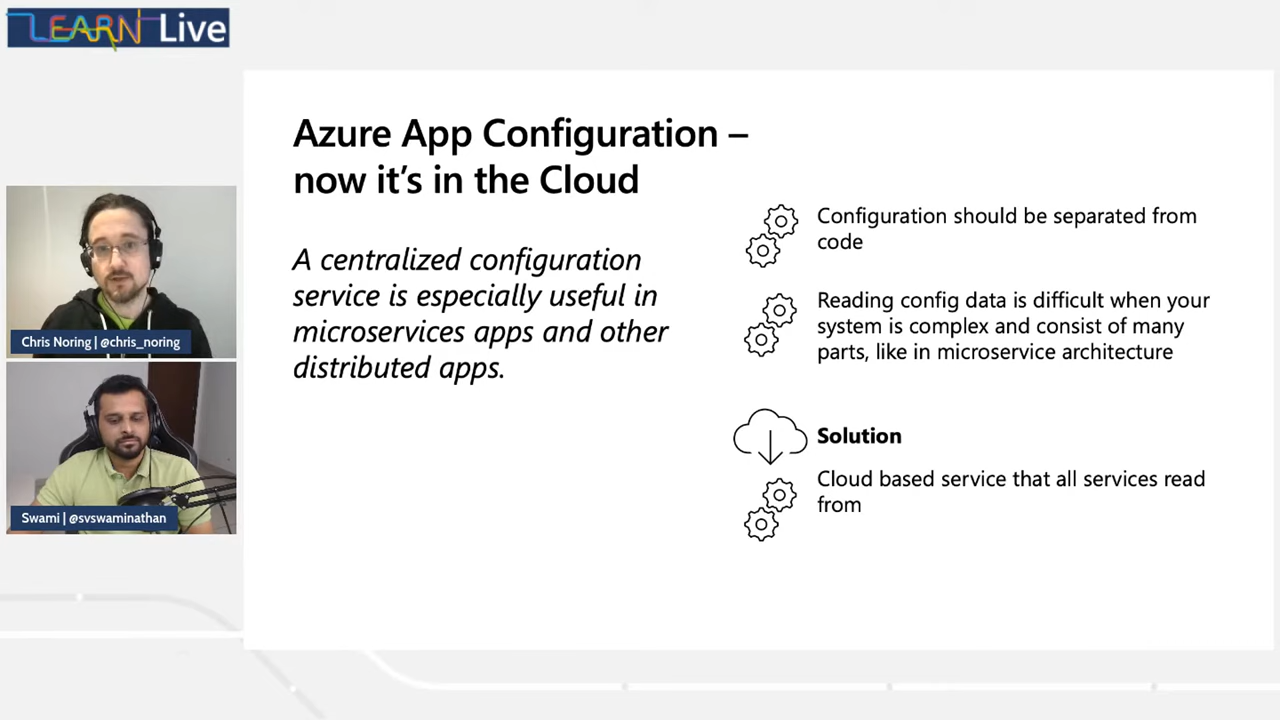 LEARN Live
Azure App Configuration –
now it's in the Cloud
A centralized configuration
service is especially useful in
microservices apps and other
distributed apps.
Configuration should be separated from
code
Reading config data is difficult when your
system is complex and consist of many
parts, like in microservice architecture
Solution
Cloud based service that all services read
from
Chris Noring | @chris_noring
Swami | @svswaminathan